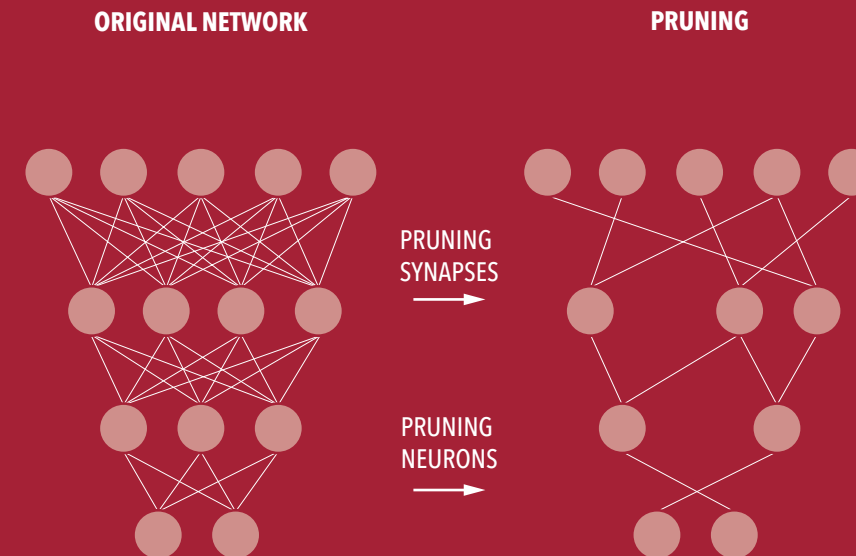 ORIGINAL NETWORK
PRUNING
PRUNING
SYNAPSES
PRUNING
NEURONS